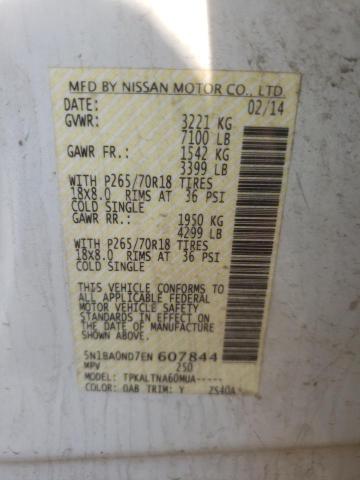 MFD BY NISSAN MOTOR CO., LTD
DATE: 02/14
GVWR: 3221 KG
7100 LB
GAWR FR.: 1542 KG
3399 LB
WITH P265/70R18 TIRES
18X8.0 RIMS AT 36 PSI
COLD SINGLE
GAWR RR.: 1950 KG
4299 LB
WITH P265/70R18 TIRES
18X8.0 RIMS AT 36 PSI
COLD SINGLE
THIS VEHICLE CONFORMS TO
ALL APPLICABLE FEDERAL
MOTOR VEHICLE SAFETY
STANDARDS IN EFFECT ON
THE DATE OF MANUFACTURE
SHOWN ABOVE.
5N1BA0ND7EN 607844
MPV 250
MODEL: TPKALTNA60MUA-----
COLOR: QAB TRIM: Y 2S40A